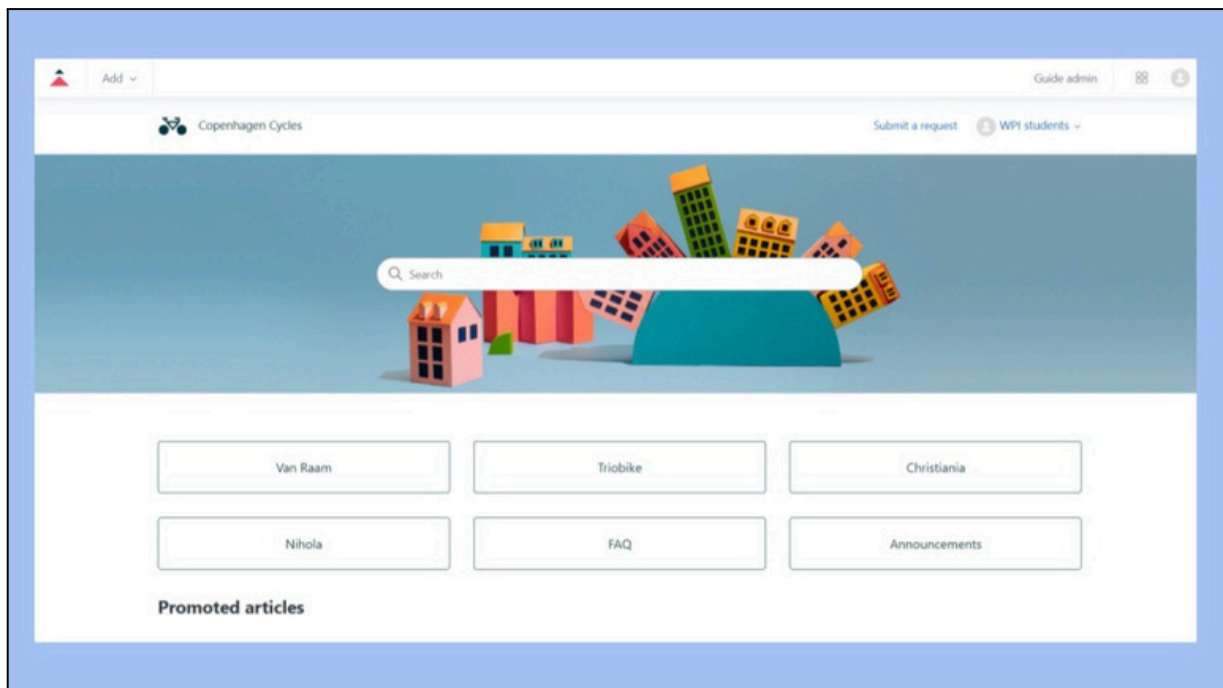 Add
Guide admin
Copenhagen Cycles
Submit a request
WPI students
Search
Van Raam
Triobike
Christiania
Nihola
FAQ
Announcements
Promoted articles